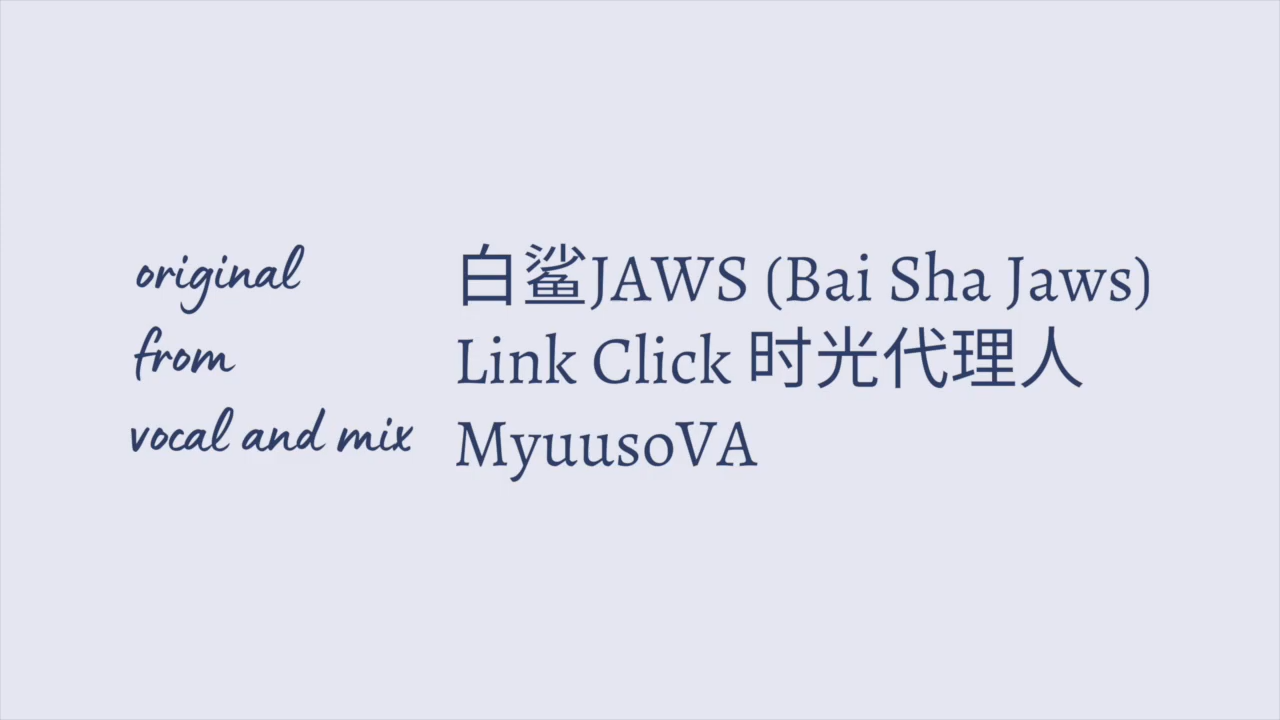 original 白鲨JAWS (Bai Sha Jaws)
from Link Click 时光代理人
vocal and mix MyuusoVA